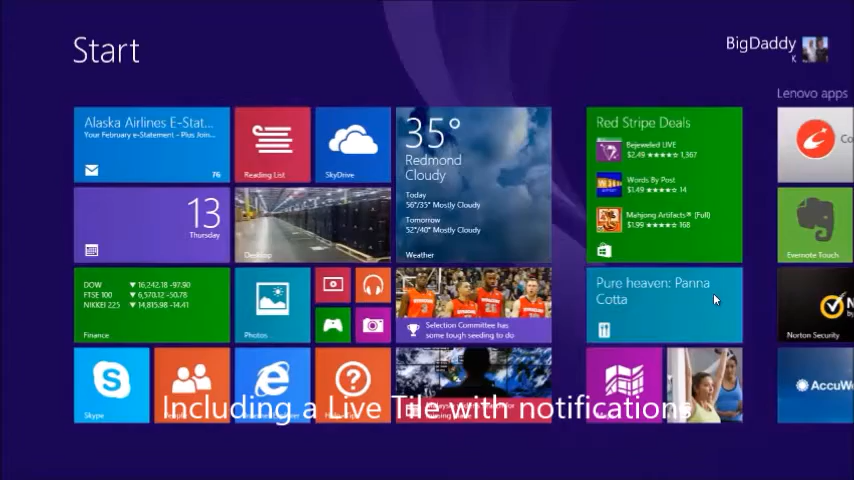 Start
BigDaddy
K
Lenovo apps
Alaska Airlines E-Stat...
Your February e-Statement - Plus Join...
76
Reading List
SkyDrive
35°
Redmond
Cloudy
Today
56°/35° Mostly Cloudy
Tomorrow
52°/40° Mostly Cloudy
Weather
Red Stripe Deals
Bejeweled LIVE
$2.49 ★★★★☆ 1,367
Words By Post
$1.49 ★★★★☆ 14
Mahjong Artifacts® (Full)
$1.99 ★★★★☆ 168
Co
13
Thursday
Desktop
Evernote Touch
DOW ▼ 16,242.18 -97.90
FTSE 100 ▼ 6,570.12 -50.78
NIKKEI 225 ▼ 14,815.98 -14.41
Finance
Photos
Selection Committee has
some tough seeding to do
Pure heaven: Panna
Cotta
Norton Security
Skype
AccuWe
Including a Live Tile with notifications